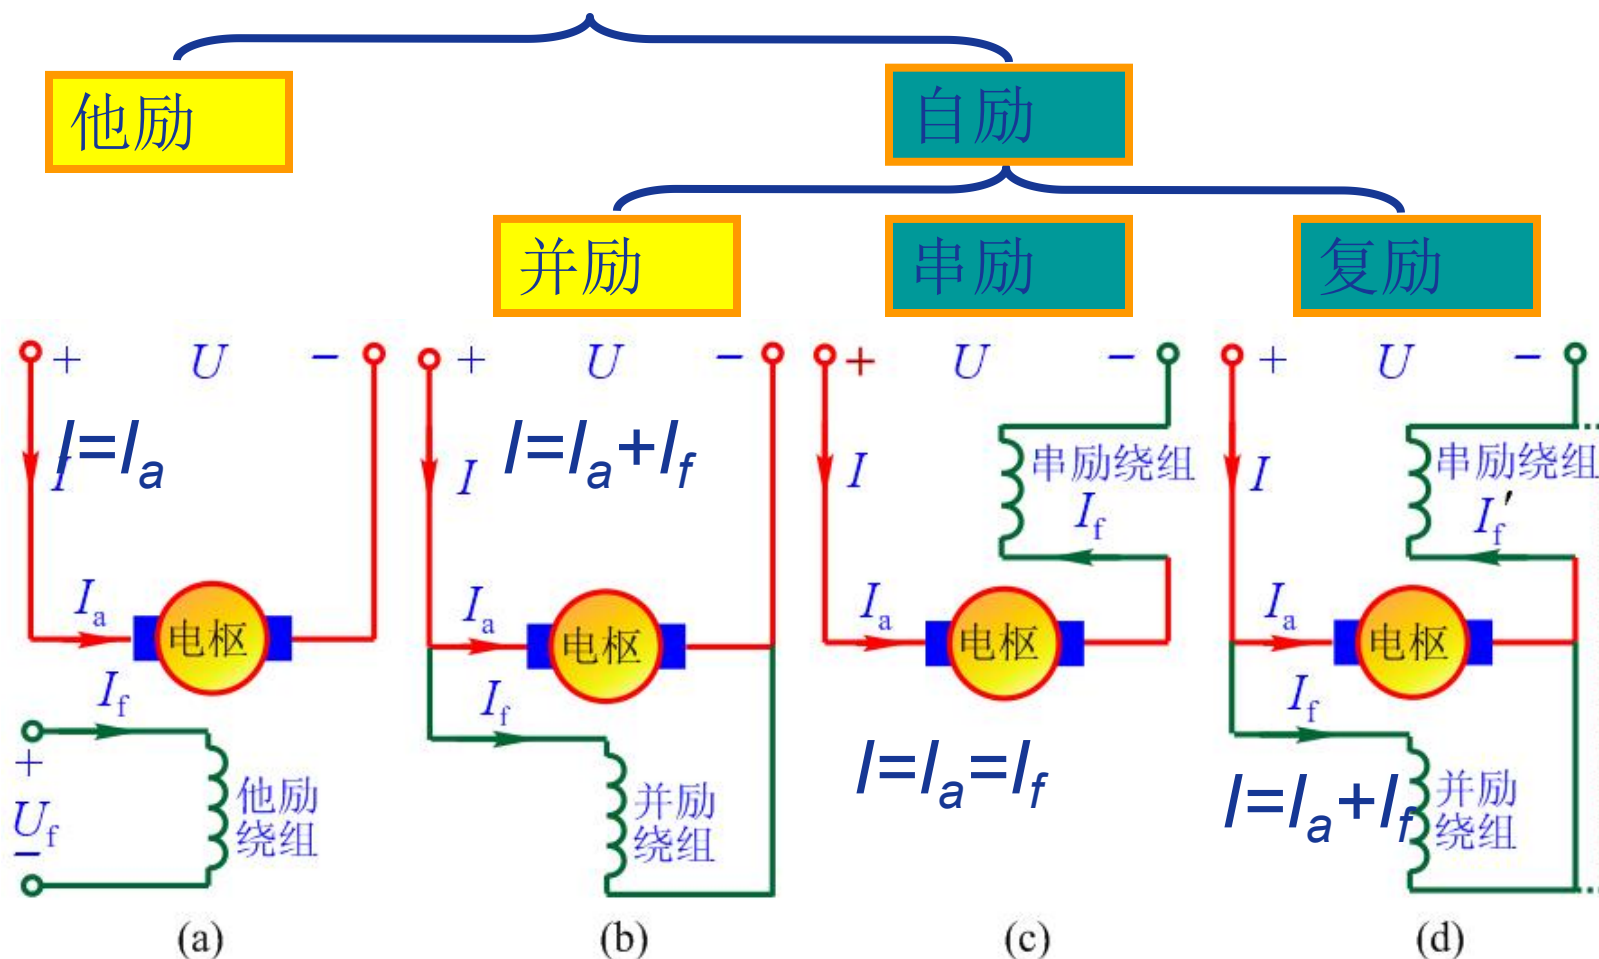 他励
自励
并励
串励
复励
+ U −
I=Ia
I
Ia
电枢
If
+
Uf
−
他励
绕组
(a)
+ U −
I=Ia+If
I
Ia
电枢
If
并励
绕组
(b)
+ U −
串励绕组
I
If
Ia
电枢
I=Ia=If
(c)
+ U −
串励绕组
I
If′
Ia
电枢
If
I=Ia+If
并励
绕组
(d)